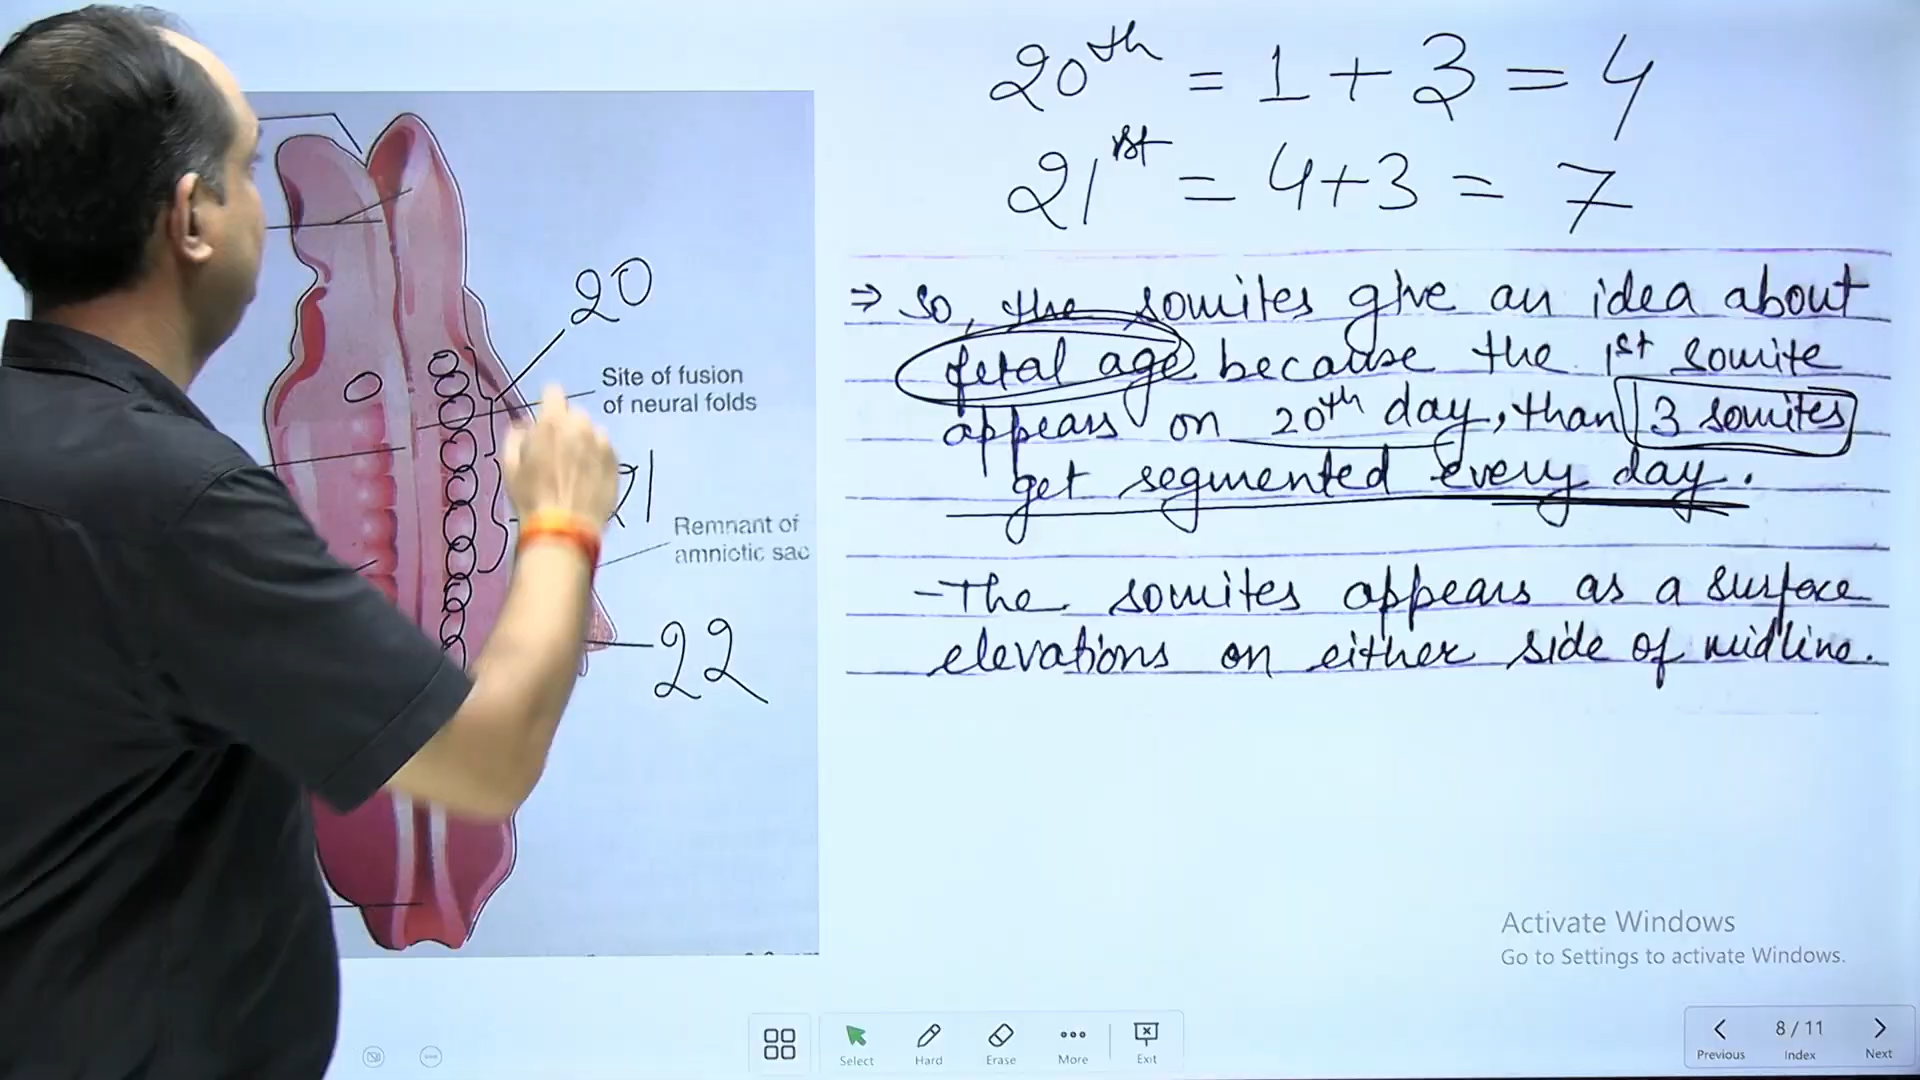 20th = 1 + 3 = 4
21st = 4+3 = 7
20
Site of fusion
of neural folds
21
Remnant of
amniotic sac
22
⇒ So, the somites give an idea about
fetal age because the 1st somite
appears on 20th day, than 3 somites
get segmented every day.
- The somites appears as a surface
elevations on either side of midline.
Activate Windows
Go to Settings to activate Windows.
Select
Hard
Erase
More
Exit
8 / 11
Previous
Index
Next